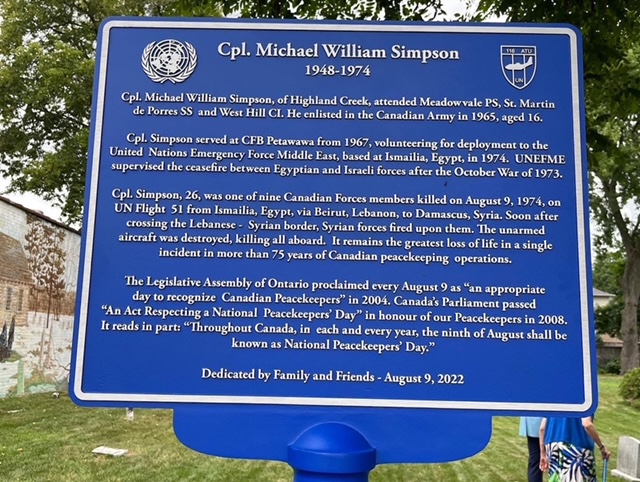 Cpl. Michael William Simpson
1948-1974
116 ATU
UN
Cpl. Michael William Simpson, of Highland Creek, attended Meadowvale PS, St. Martin
de Porres SS and West Hill CI. He enlisted in the Canadian Army in 1965, aged 16.
Cpl. Simpson served at CFB Petawawa from 1967, volunteering for deployment to the
United Nations Emergency Force Middle East, based at Ismailia, Egypt, in 1974. UNEFME
supervised the ceasefire between Egyptian and Israeli forces after the October War of 1973.
Cpl. Simpson, 26, was one of nine Canadian Forces members killed on August 9, 1974, on
UN Flight 51 from Ismailia, Egypt, via Beirut, Lebanon, to Damascus, Syria. Soon after
crossing the Lebanese - Syrian border, Syrian forces fired upon them. The unarmed
aircraft was destroyed, killing all aboard. It remains the greatest loss of life in a single
incident in more than 75 years of Canadian peacekeeping operations.
The Legislative Assembly of Ontario proclaimed every August 9 as "an appropriate
day to recognize Canadian Peacekeepers" in 2004. Canada's Parliament passed
"An Act Respecting a National Peacekeepers' Day" in honour of our Peacekeepers in 2008.
It reads in part: "Throughout Canada, in each and every year, the ninth of August shall be
known as National Peacekeepers' Day."
Dedicated by Family and Friends - August 9, 2022